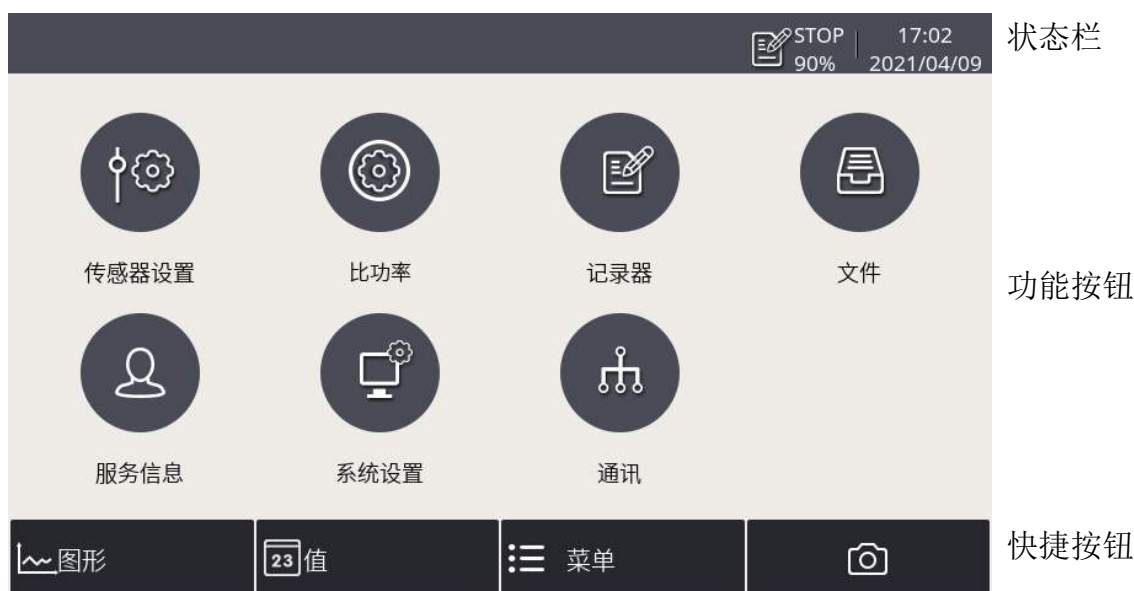 STOP 17:02 状态栏
90% 2021/04/09
传感器设置 比功率 记录器 文件
功能按钮
服务信息 系统设置 通讯
图形 23 值 菜单 快捷按钮